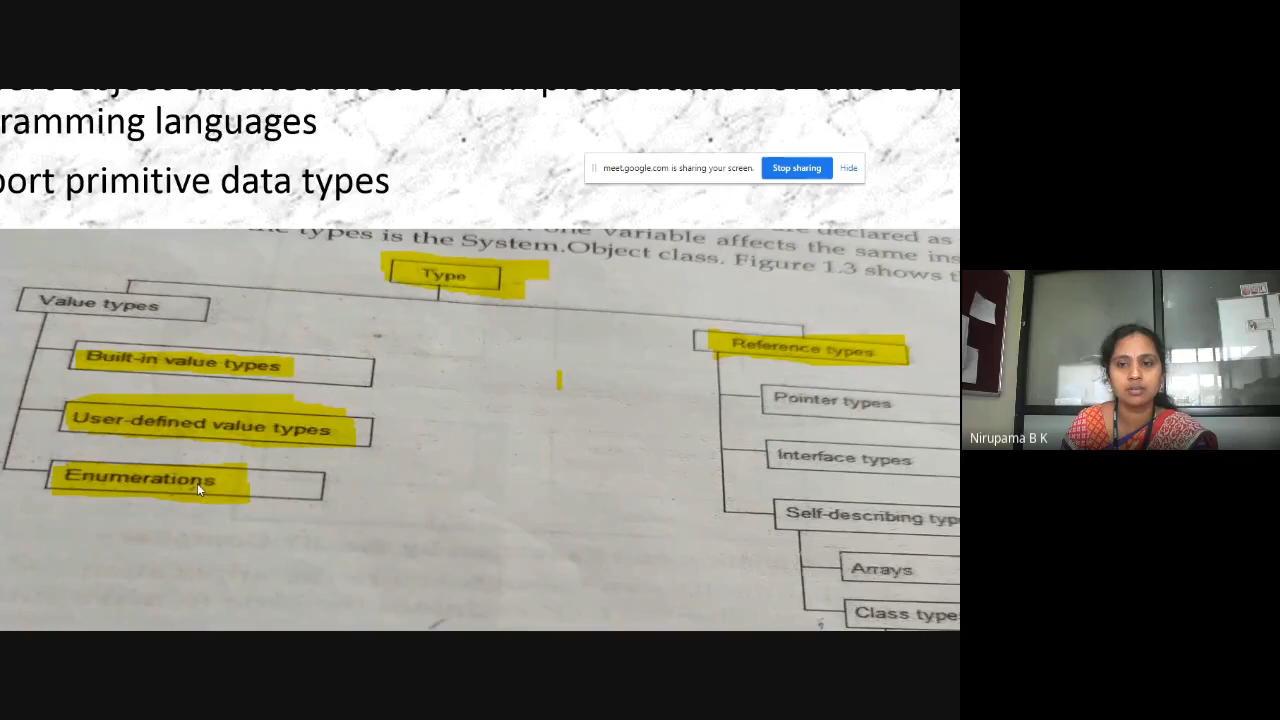 ramming languages
port primitive data types
meet.google.com is sharing your screen.
Stop sharing
Hide
one variable affects the same ins
the types is the System.Object class. Figure 1.3 shows t
declared as
Type
Value types
Built-in value types
User-defined value types
Enumerations
Reference types
Pointer types
Interface types
Self-describing typ
Arrays
Class type
Nirupama B K